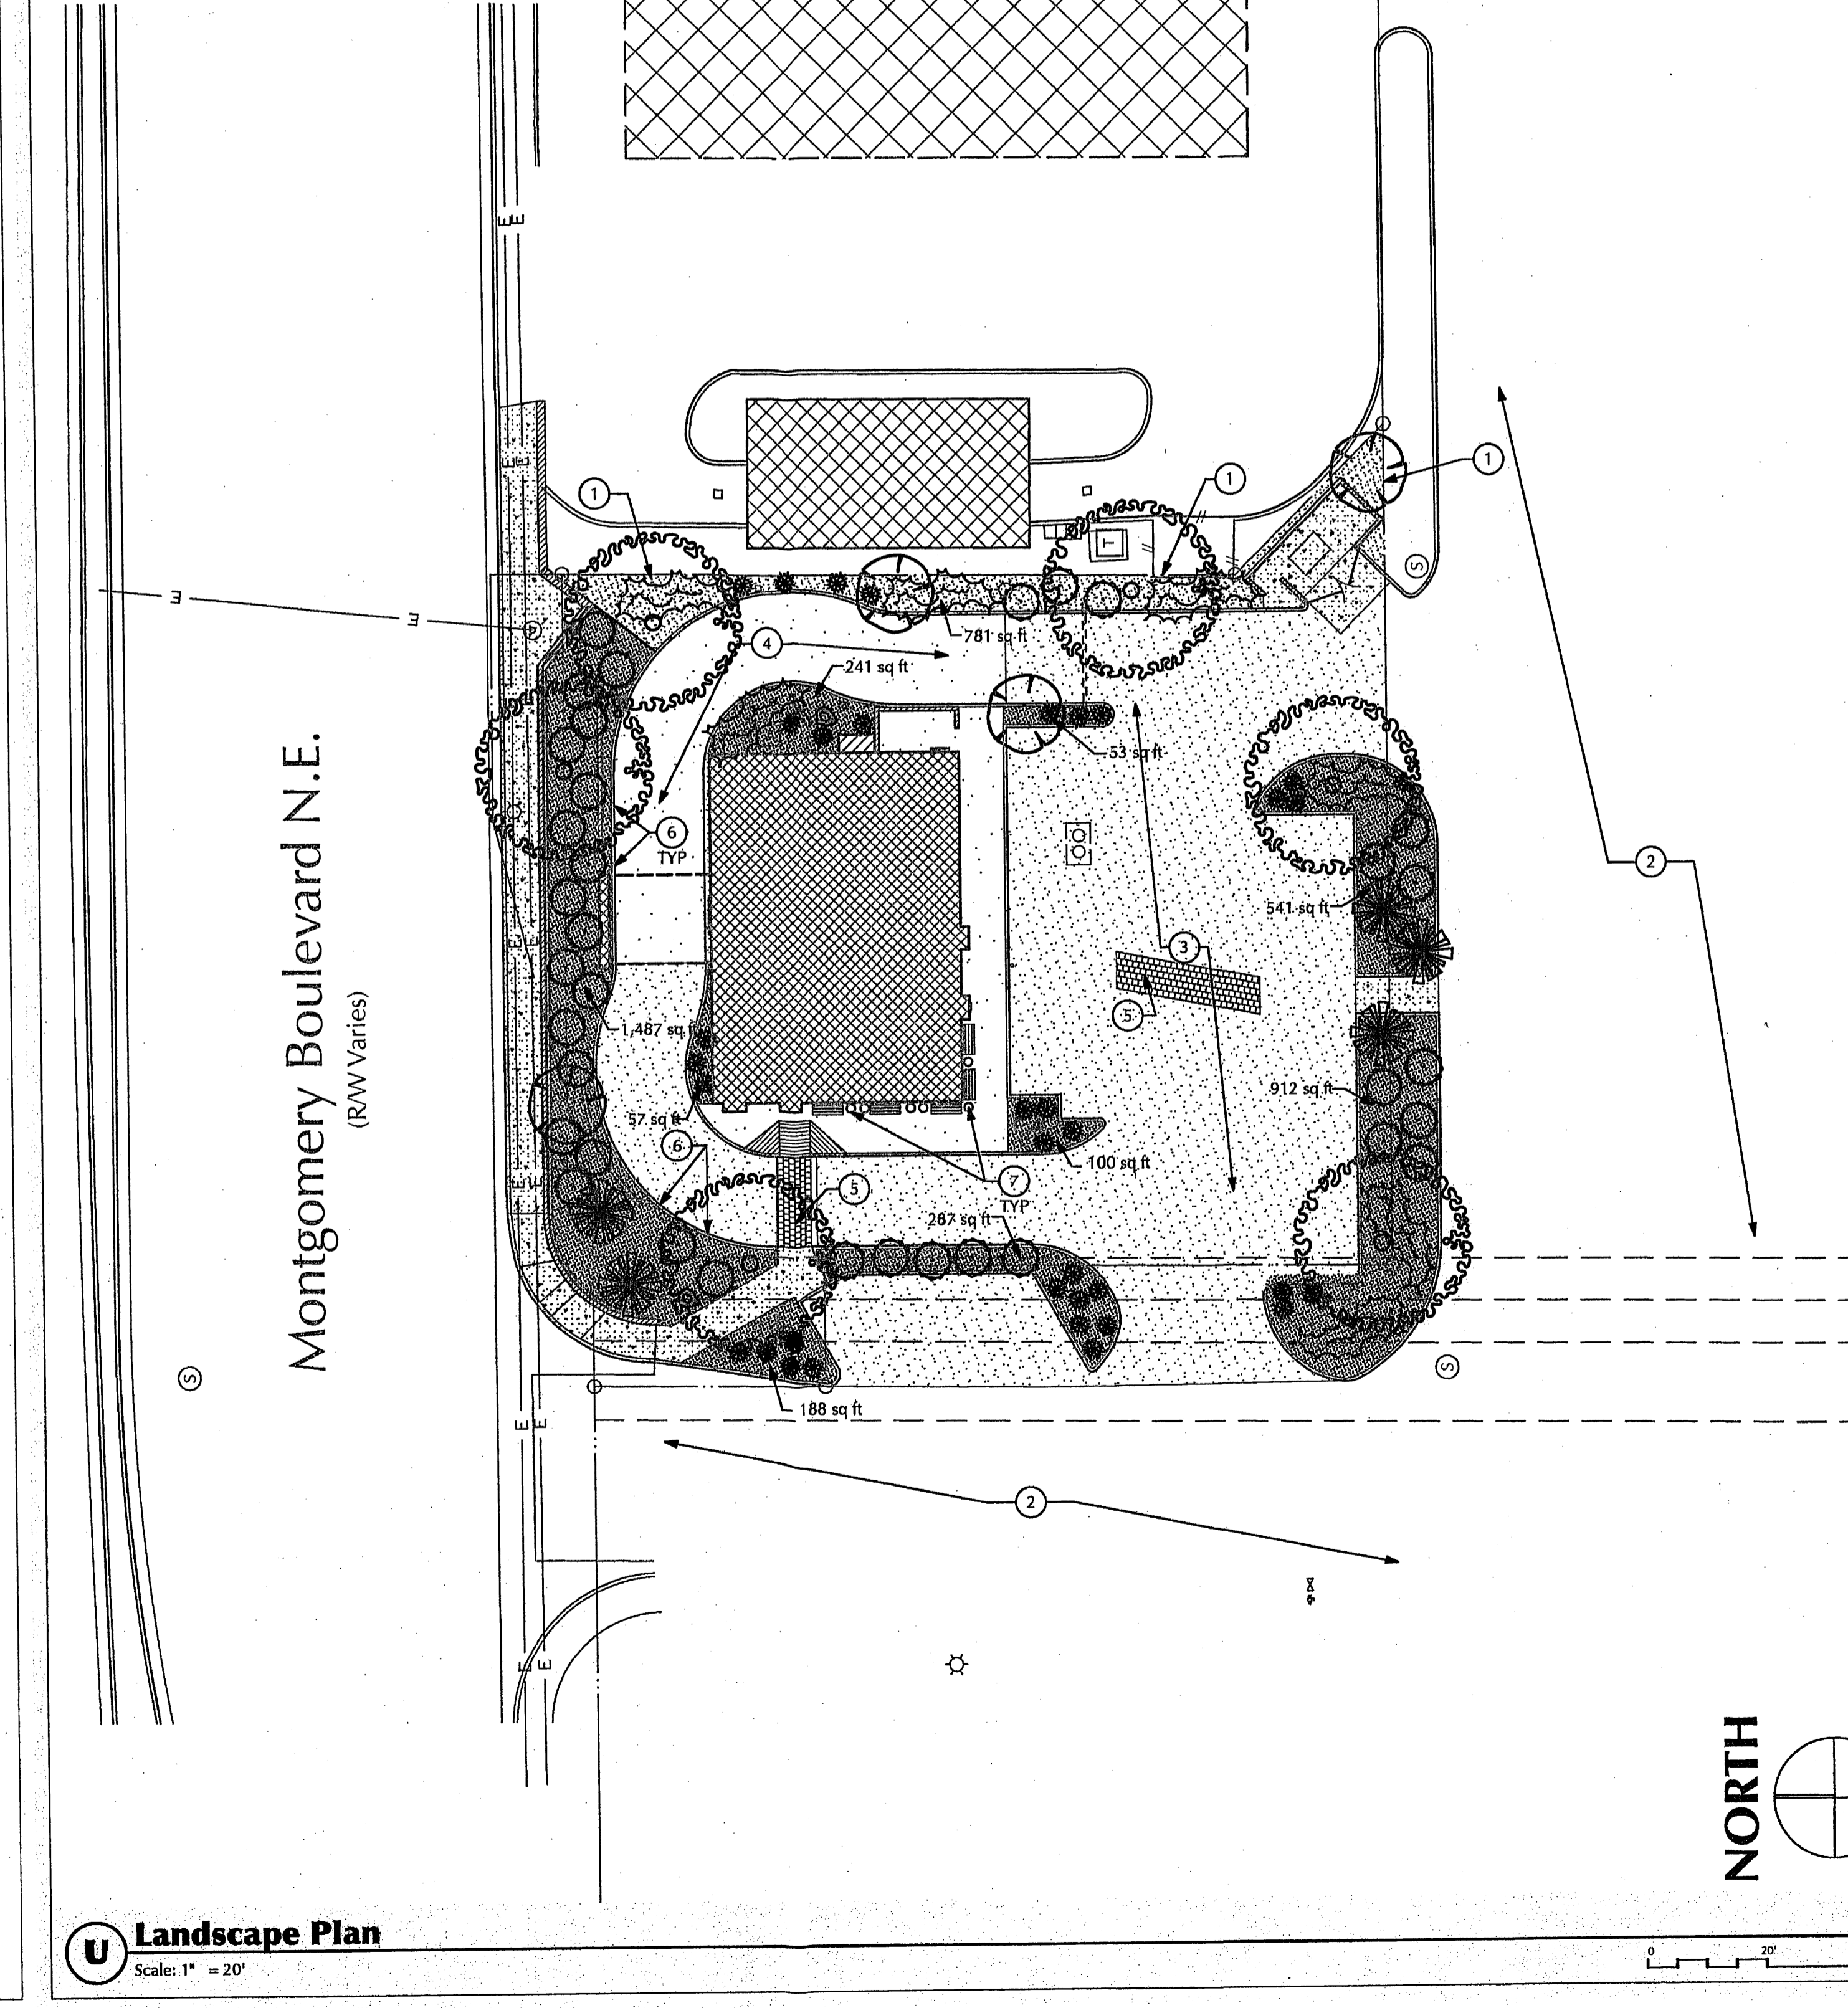 E
E
E
E
T
S
1
1
1
2
E
E
781 sq ft
4
241 sq ft
53 sq ft
6
TYP
541 sq ft
E
E
3
5
1,487 sq ft
912 sq ft
57 sq ft
6
100 sq ft
E
E
5
7
TYP
287 sq ft
S
S
188 sq ft
E
E
2
E
E
Montgomery Boulevard N.E.
(R/W Varies)
NORTH
U
Landscape Plan
Scale: 1" = 20'
0 20'